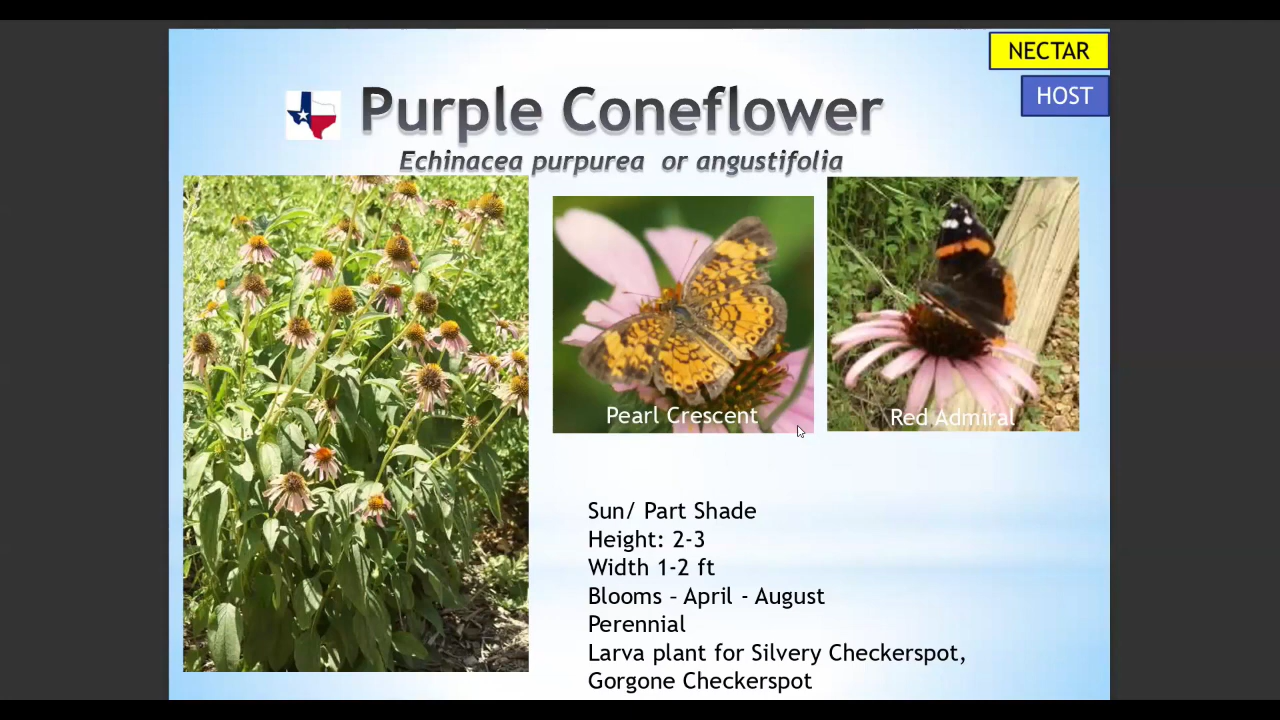 NECTAR
HOST
Purple Coneflower
Echinacea purpurea or angustifolia
Pearl Crescent
Red Admiral
Sun/ Part Shade
Height: 2-3
Width 1-2 ft
Blooms – April - August
Perennial
Larva plant for Silvery Checkerspot,
Gorgone Checkerspot